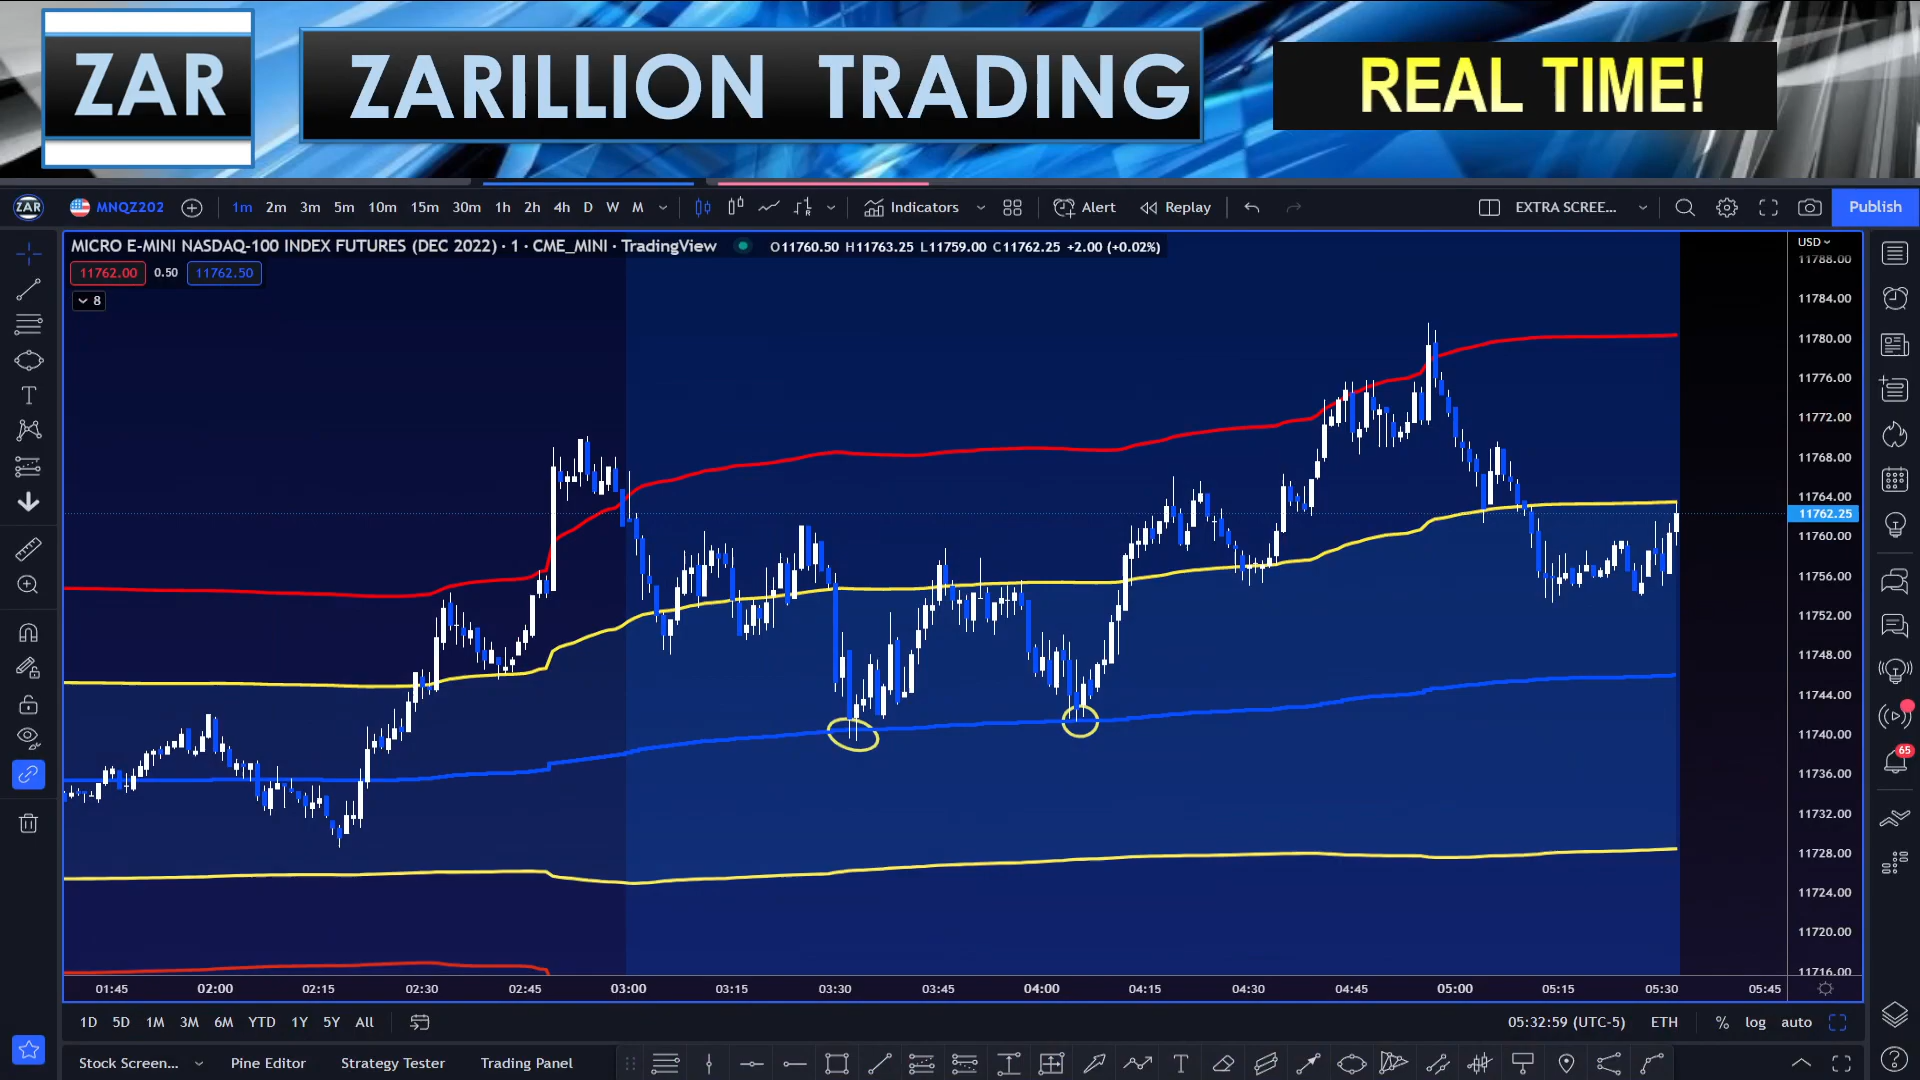 ZAR
ZARILLION TRADING
REAL TIME!
ZAR
MNQZ202
1m 2m 3m 5m 10m 15m 30m 1h 2h 4h D W M
Indicators
Alert
Replay
EXTRA SCREE...
Publish
MICRO E-MINI NASDAQ-100 INDEX FUTURES (DEC 2022) · 1 · CME_MINI · TradingView
O11760.50 H11763.25 L11759.00 C11762.25 +2.00 (+0.02%)
USD
11762.00 0.50 11762.50
8
11788.00
11784.00
11780.00
11776.00
11772.00
11768.00
11764.00
11762.25
11760.00
11756.00
11752.00
11748.00
11744.00
11740.00
11736.00
11732.00
11728.00
11724.00
11720.00
11716.00
65
01:45 02:00 02:15 02:30 02:45 03:00 03:15 03:30 03:45 04:00 04:15 04:30 04:45 05:00 05:15 05:30 05:45
1D 5D 1M 3M 6M YTD 1Y 5Y All
05:32:59 (UTC-5) ETH % log auto
Stock Screen... Pine Editor Strategy Tester Trading Panel